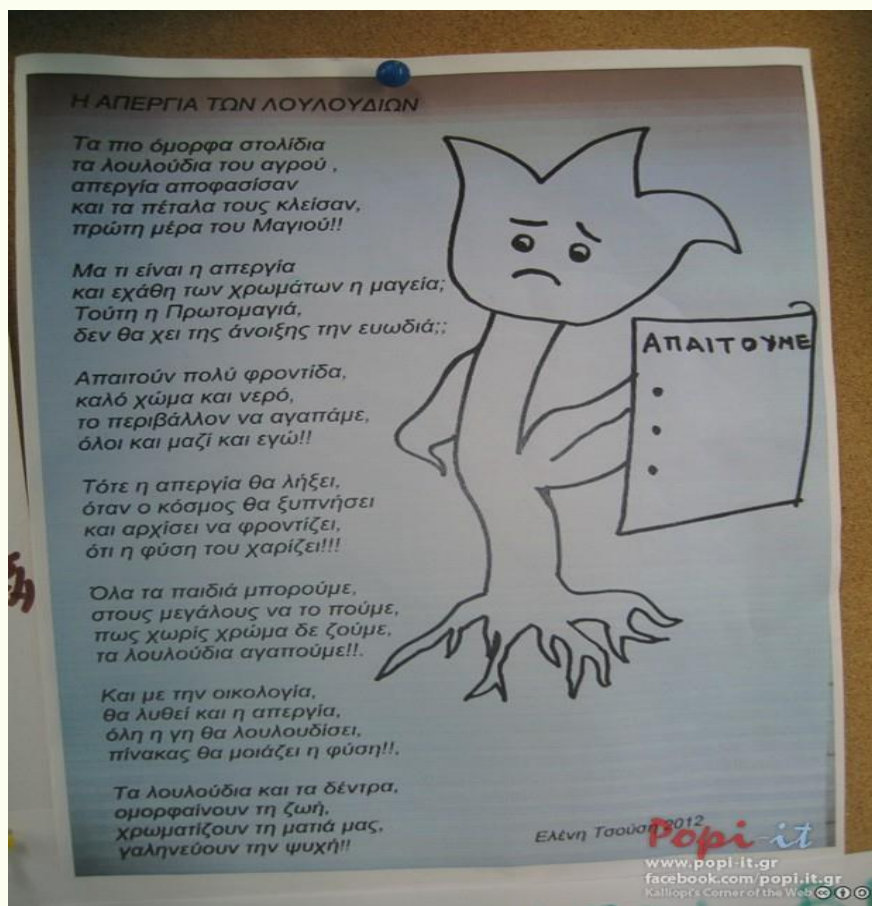 Η ΑΠΕΡΓΙΑ ΤΩΝ ΛΟΥΛΟΥΔΙΩΝ
Τα πιο όμορφα στολίδια
τα λουλούδια του αγρού ,
απεργία αποφασίσαν
και τα πέταλα τους κλείσαν,
πρώτη μέρα του Μαγιού!!
Μα τι είναι η απεργία
και εχάθη των χρωμάτων η μαγεία;
Τούτη η Πρωτομαγιά,
δεν θα χει της άνοιξης την ευωδιά;;
Απαιτούν πολύ φροντίδα,
καλό χώμα και νερό,
το περιβάλλον να αγαπάμε,
όλοι και μαζί και εγώ!!
Τότε η απεργία θα λήξει,
όταν ο κόσμος θα ξυπνήσει
και αρχίσει να φροντίζει,
ότι η φύση του χαρίζει!!!
Όλα τα παιδιά μπορούμε,
στους μεγάλους να το πούμε,
πως χωρίς χρώμα δε ζούμε,
τα λουλούδια αγαπούμε!!.
Και με την οικολογία,
θα λυθεί και η απεργία,
όλη η γη θα λουλουδίσει,
πίνακας θα μοιάζει η φύση!!,
Τα λουλούδια και τα δέντρα,
ομορφαίνουν τη ζωή,
χρωματίζουν τη ματιά μας,
γαληνεύουν την ψυχή!!
ΑΠΑΙΤΟΥΜΕ
Ελένη Τσούση 2012
Popi-it
www.popi-it.gr
facebook.com/popi.it.gr
Kalliopi's Corner of the Web